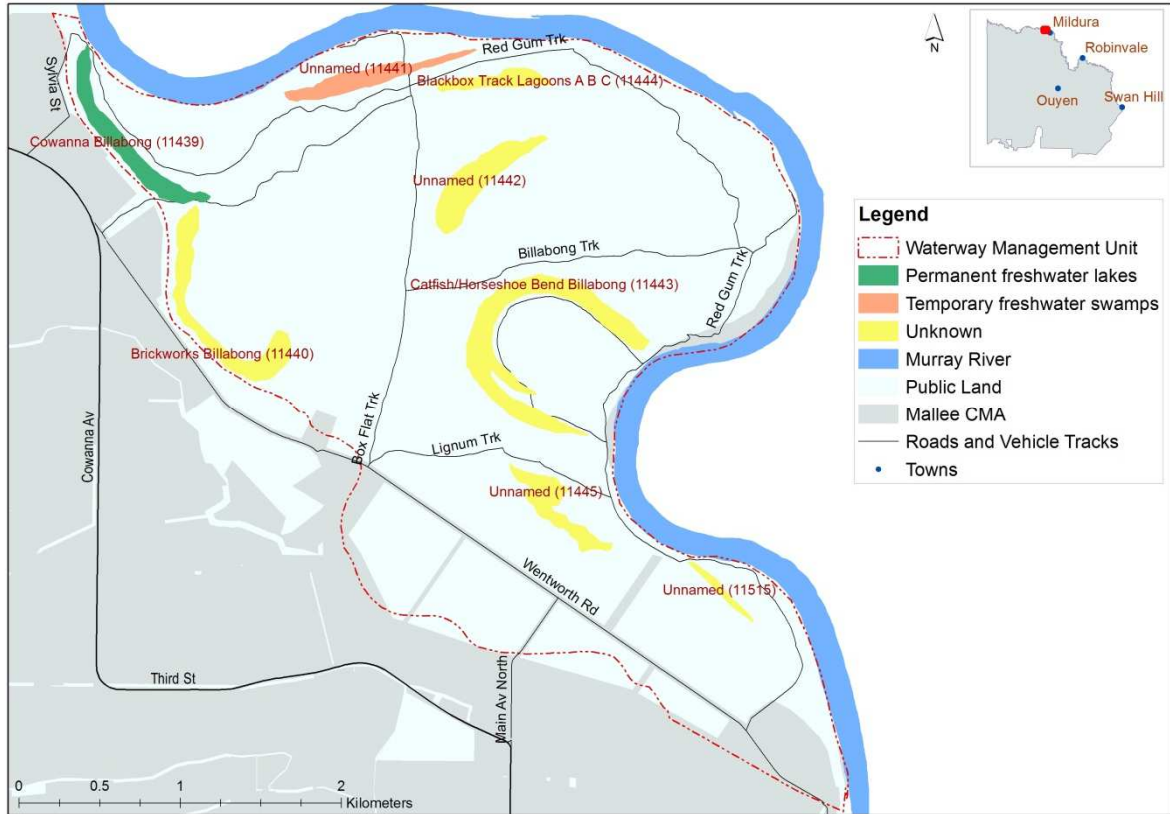 Red Gum Trk
Unnamed (11441)
Blackbox Track Lagoons A B C (11444)
Sylvia St
Cowanna Billabong (11439)
Unnamed (11442)
Billabong Trk
Catfish/Horseshoe Bend Billabong (11443)
Red Gum Trk
Brickworks Billabong (11440)
Box Flat Trk
Cowanna Av
Lignum Trk
Unnamed (11445)
Wentworth Rd
Unnamed (11515)
Third St
Main Av North
0 0.5 1 2
Kilometers
N
Mildura
Robinvale
Ouyen
Swan Hill
Legend
Waterway Management Unit
Permanent freshwater lakes
Temporary freshwater swamps
Unknown
Murray River
Public Land
Mallee CMA
Roads and Vehicle Tracks
Towns